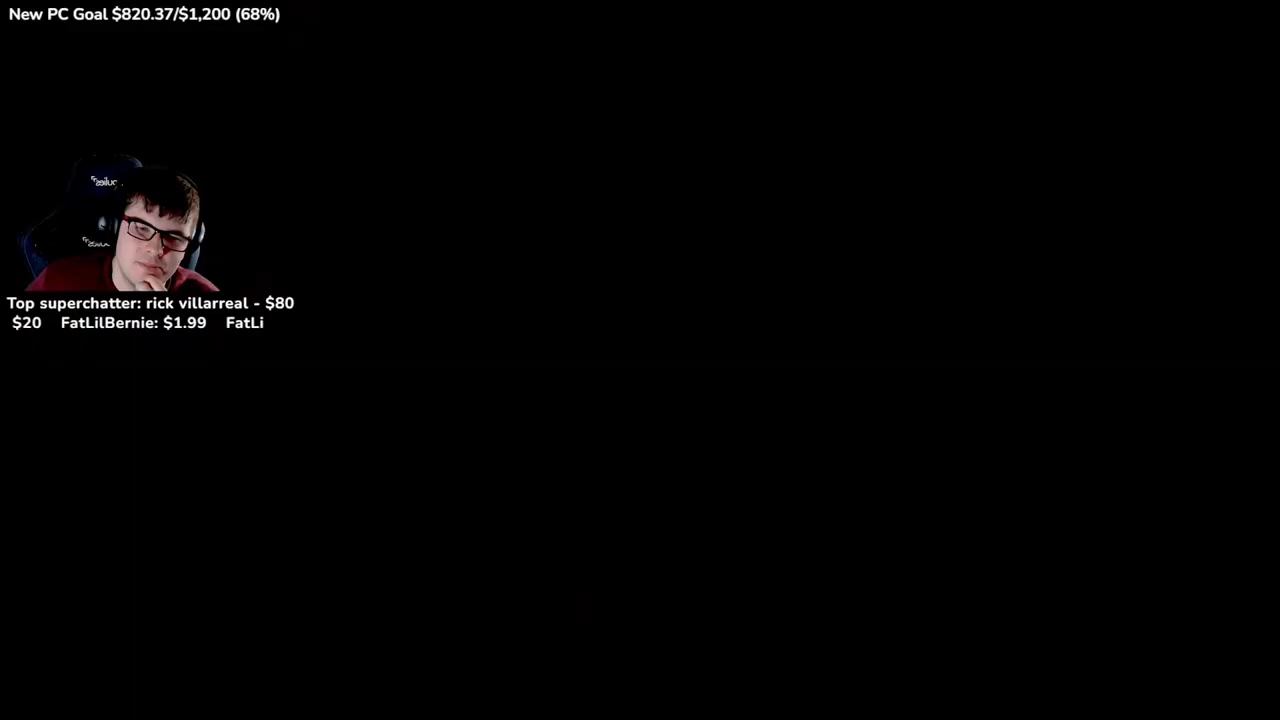 New PC Goal $820.37/$1,200 (68%)
Top superchatter: rick villarreal - $80
$20 FatLilBernie: $1.99 FatLi